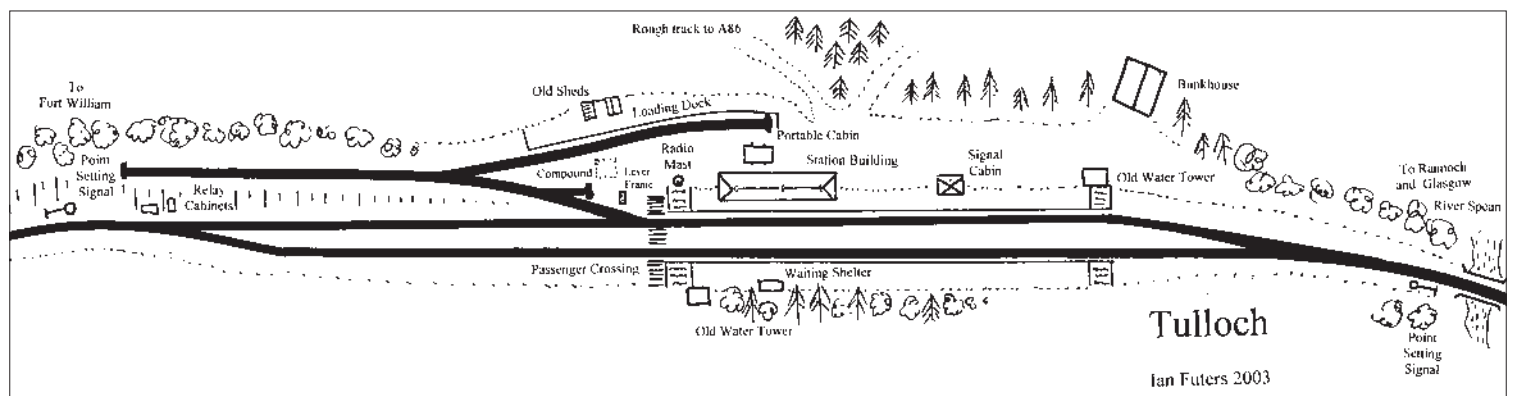 Rough track to A86
To
Fort William
Old Sheds
Loading Dock
Bunkhouse
Portable Cabin
Point
Setting
Signal
Relay
Cabinets
Compound
Lever
Frame
Radio
Mast
Station Building
Signal
Cabin
Old Water Tower
To Rannoch
and Glasgow
River Spean
Passenger Crossing
Waiting Shelter
Old Water Tower
Tulloch
Ian Futers 2003
Point
Setting
Signal